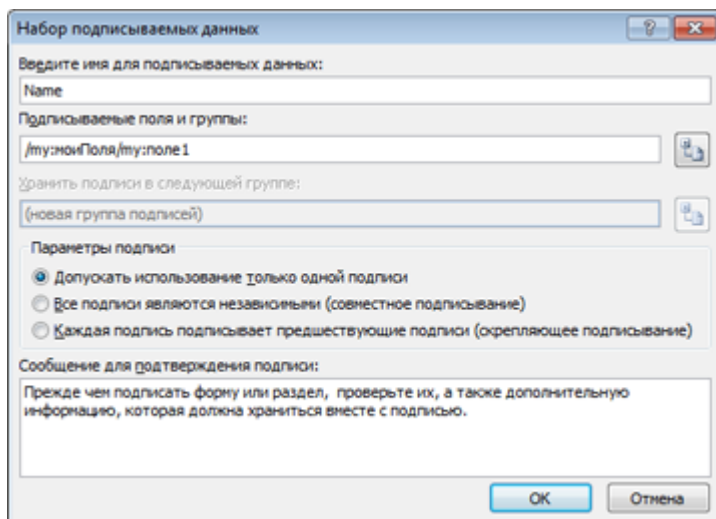 Набор подписываемых данных
Введите имя для подписываемых данных:
Name
Подписываемые поля и группы:
/my:моиПоля/my:поле1
Хранить подписи в следующей группе:
(новая группа подписей)
Параметры подписи
Допускать использование только одной подписи
Все подписи являются независимыми (совместное подписывание)
Каждая подпись подписывает предшествующие подписи (скрепляющее подписывание)
Сообщение для подтверждения подписи:
Прежде чем подписать форму или раздел, проверьте их, а также дополнительную
информацию, которая должна храниться вместе с подписью.
OK Отмена